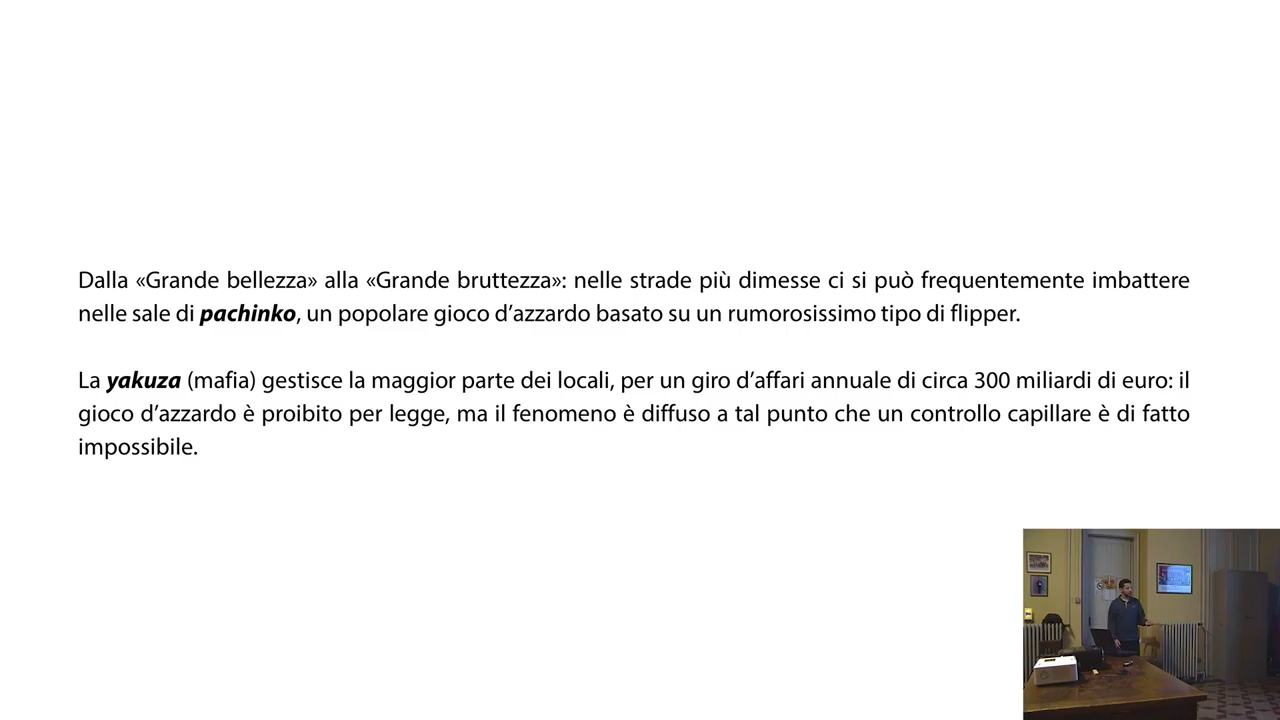 Dalla «Grande bellezza» alla «Grande bruttezza»: nelle strade più dimesse ci si può frequentemente imbattere
nelle sale di pachinko, un popolare gioco d’azzardo basato su un rumorosissimo tipo di flipper.
La yakuza (mafia) gestisce la maggior parte dei locali, per un giro d’affari annuale di circa 300 miliardi di euro: il
gioco d’azzardo è proibito per legge, ma il fenomeno è diffuso a tal punto che un controllo capillare è di fatto
impossibile.